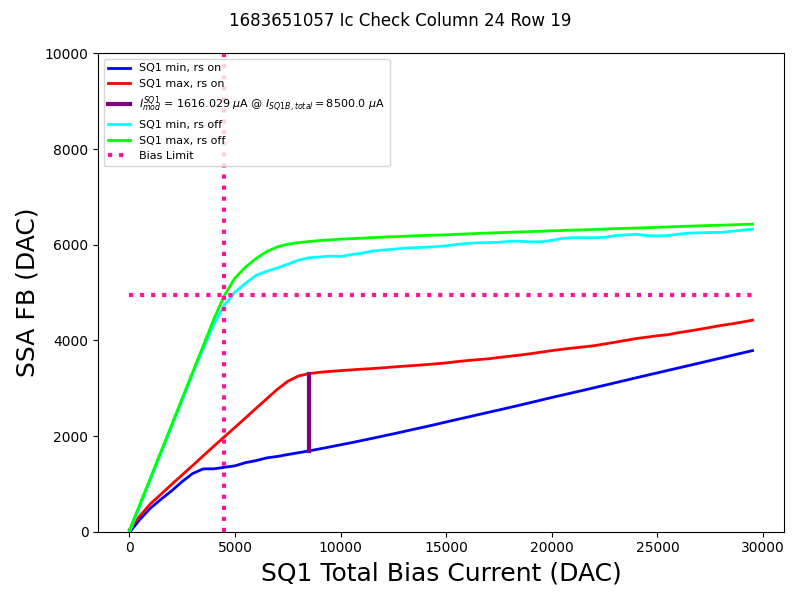 1683651057 Ic Check Column 24 Row 19
10000
8000
6000
4000
2000
0
SSA FB (DAC)
SQ1 min, rs on
SQ1 max, rs on
I_{mod}^{SQ1} = 1616.029 μA @ I_{SQ1B, total} = 8500.0 μA
SQ1 min, rs off
SQ1 max, rs off
Bias Limit
0 5000 10000 15000 20000 25000 30000
SQ1 Total Bias Current (DAC)